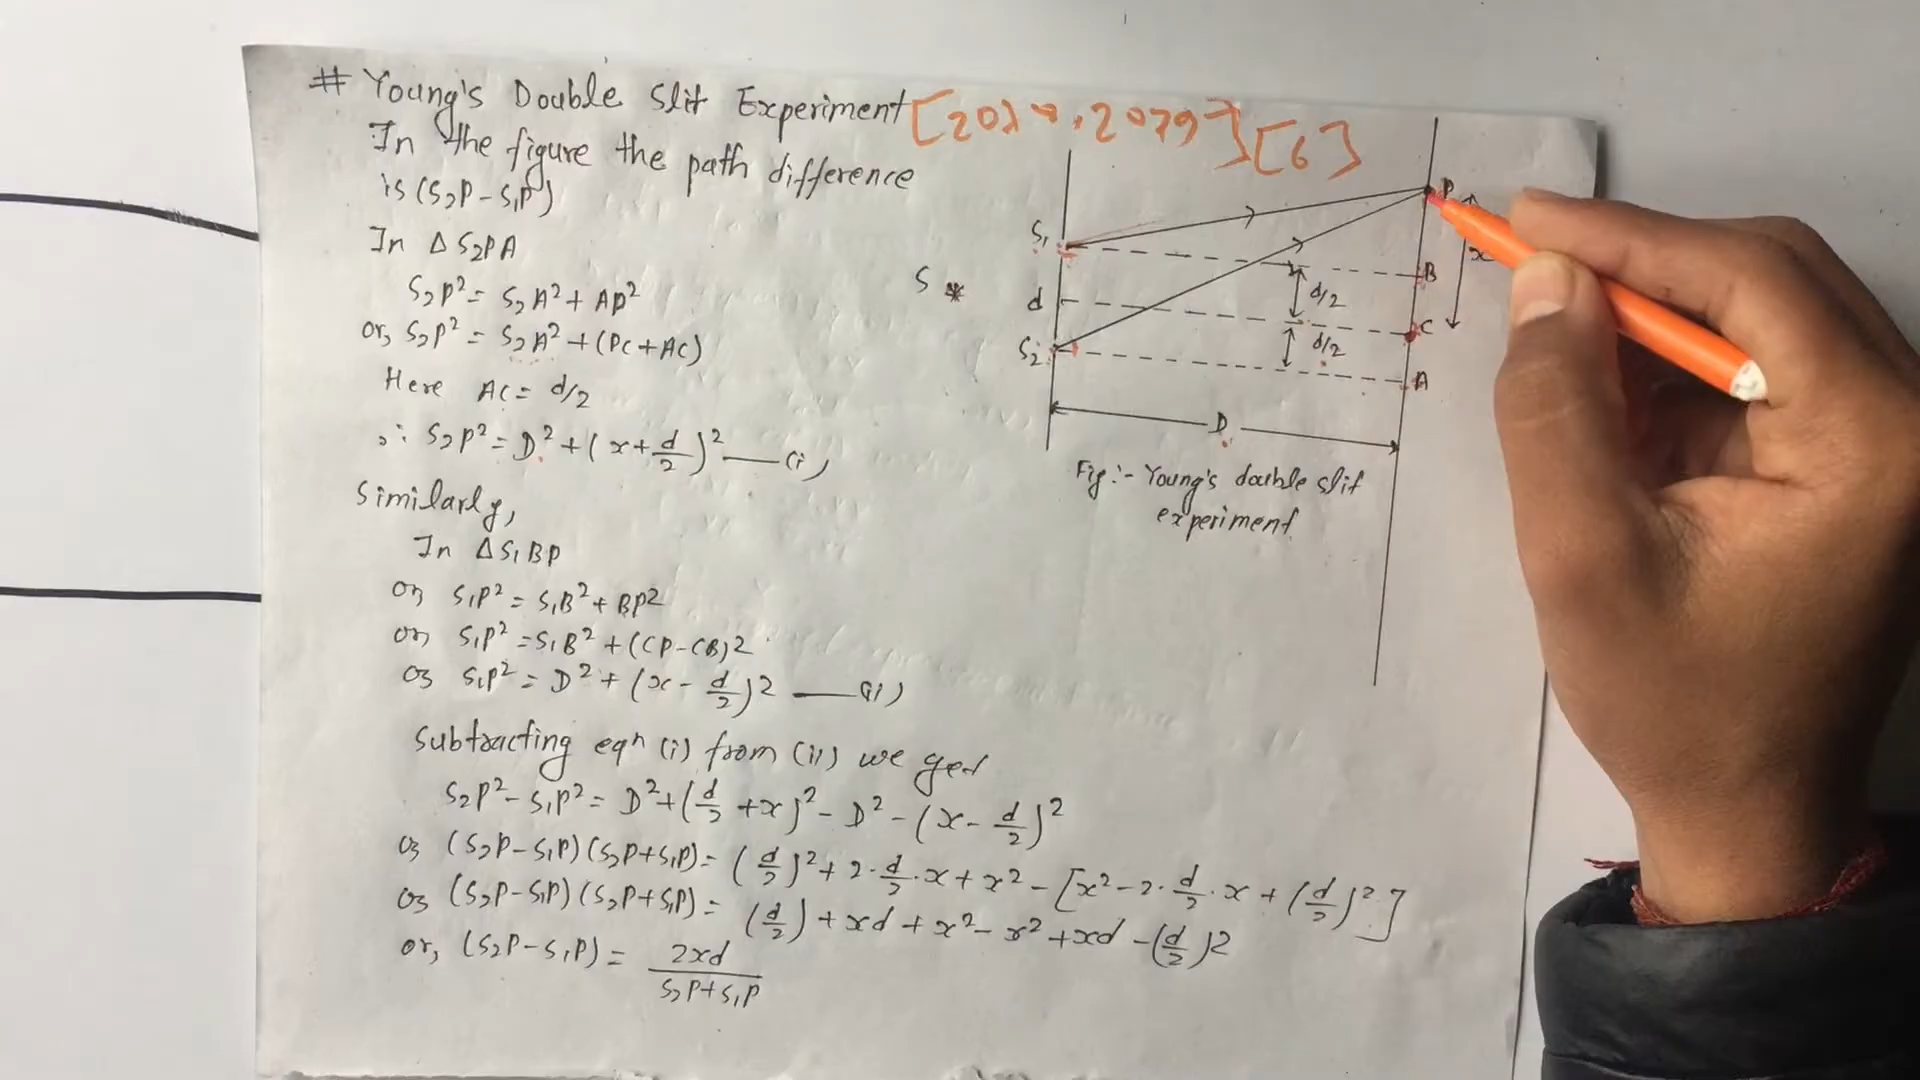 # Young's Double Slit Experiment [2079] [6]
In the figure the path difference
is (S2P - S1P)
In Δ S2PA
S2P² = S2A² + AP²
or, S2P² = S2A² + (PC + AC)
Here AC = d/2
∴ S2P² = D² + (x + d/2)² — (i)
Similarly,
In Δ S1BP
or S1P² = S1B² + BP²
or, S1P² = S1B² + (CP - CB)2
or S1P² = D² + (x - d/2)2 — (ii)
Subtracting eqn (i) from (ii) we get
S2P² - S1P² = D² + (d/2 + x)² - D² - (x - d/2)²
or (S2P - S1P) (S2P + S1P) = (d/2)² + 2·d/2·x + x² - [x² - 2·d/2·x + (d/2)²]
or (S2P - S1P) (S2P + S1P) = (d/2) + xd + x² - x² + xd - (d/2)2
or, (S2P - S1P) = 2xd / S2P + S1P
P
S1
x
B
S
d/2
d
C
S2
d/2
A
D
Fig:- Young's double slit
experiment